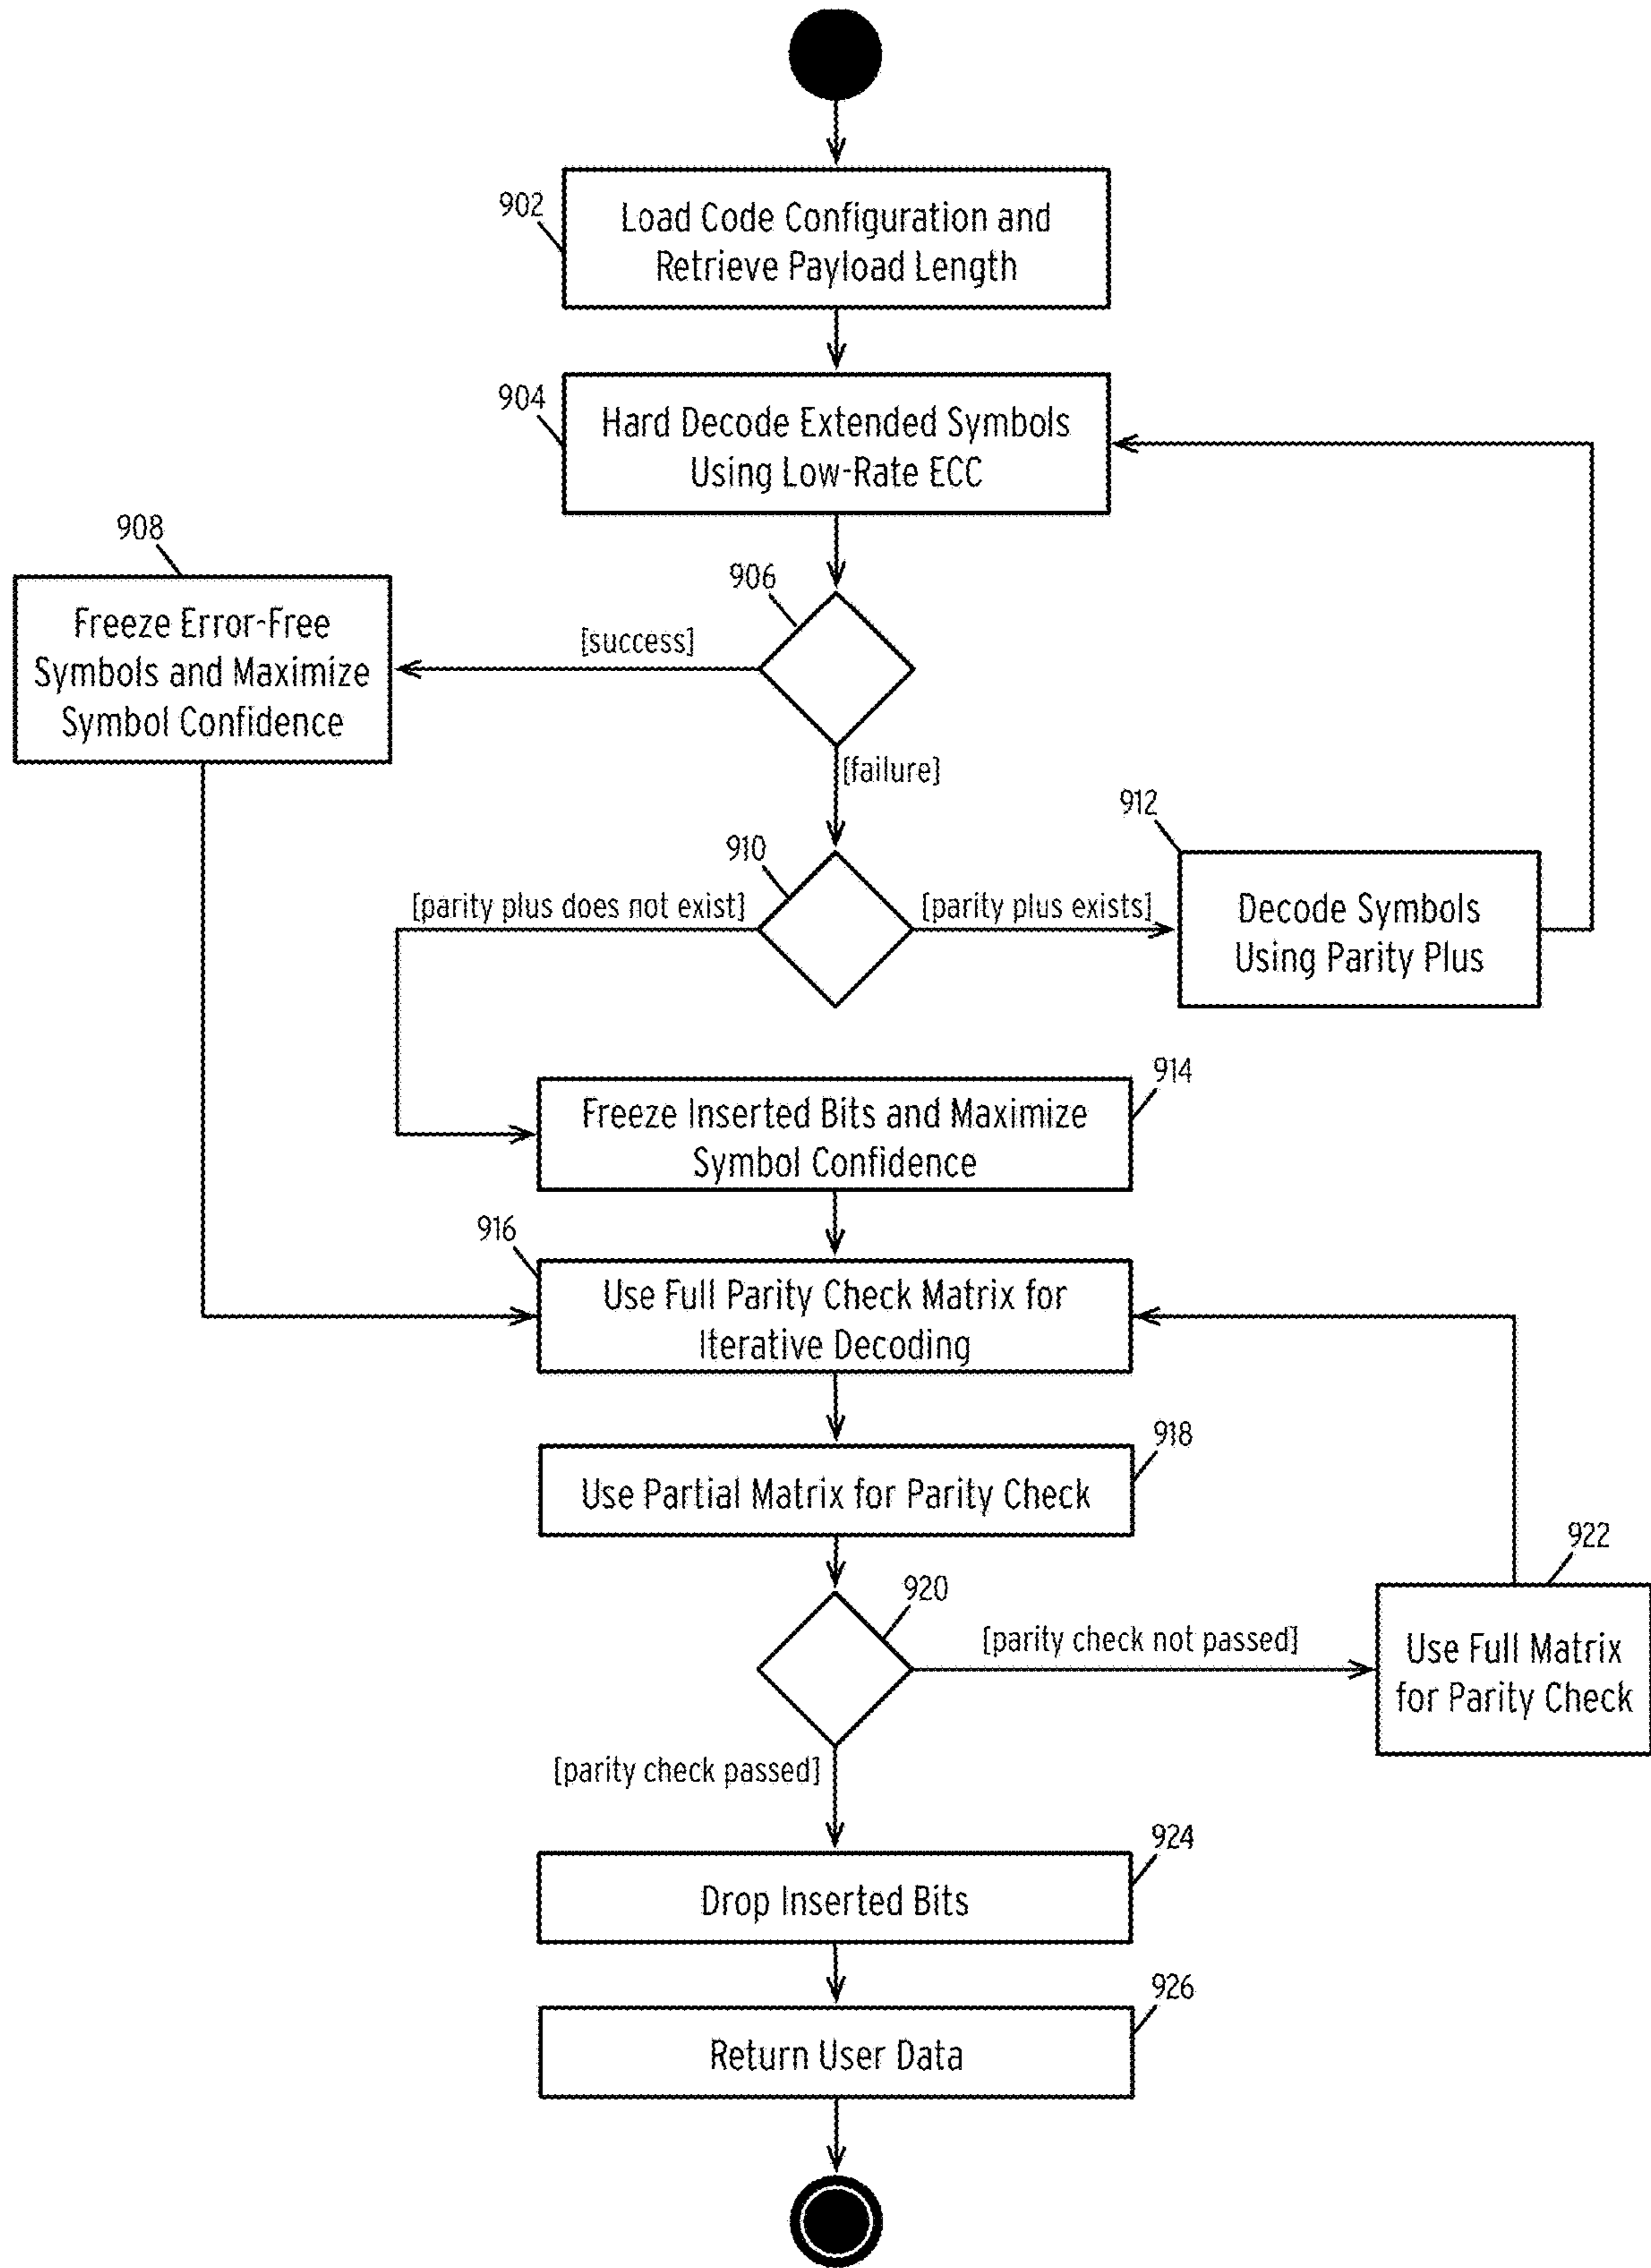 902
Load Code Configuration and
Retrieve Payload Length
904
Hard Decode Extended Symbols
Using Low-Rate ECC
906
[success]
908
Freeze Error-Free
Symbols and Maximize
Symbol Confidence
[failure]
910
[parity plus does not exist]
[parity plus exists]
912
Decode Symbols
Using Parity Plus
914
Freeze Inserted Bits and Maximize
Symbol Confidence
916
Use Full Parity Check Matrix for
Iterative Decoding
918
Use Partial Matrix for Parity Check
920
[parity check not passed]
922
Use Full Matrix
for Parity Check
[parity check passed]
924
Drop Inserted Bits
926
Return User Data